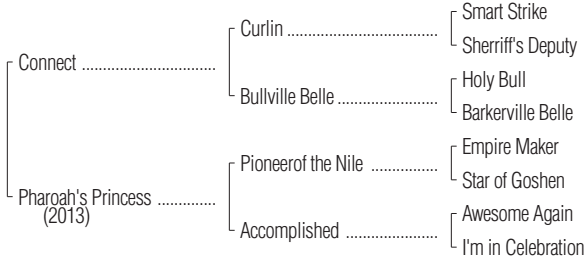 Smart Strike
Curlin ..........................................
Sherriff's Deputy
Connect ................................
Holy Bull
Bullville Belle ...........................
Barkerville Belle
Empire Maker
Pioneerof the Nile ..................
Star of Goshen
Pharoah's Princess ..............
(2013)
Awesome Again
Accomplished ........................
I'm in Celebration